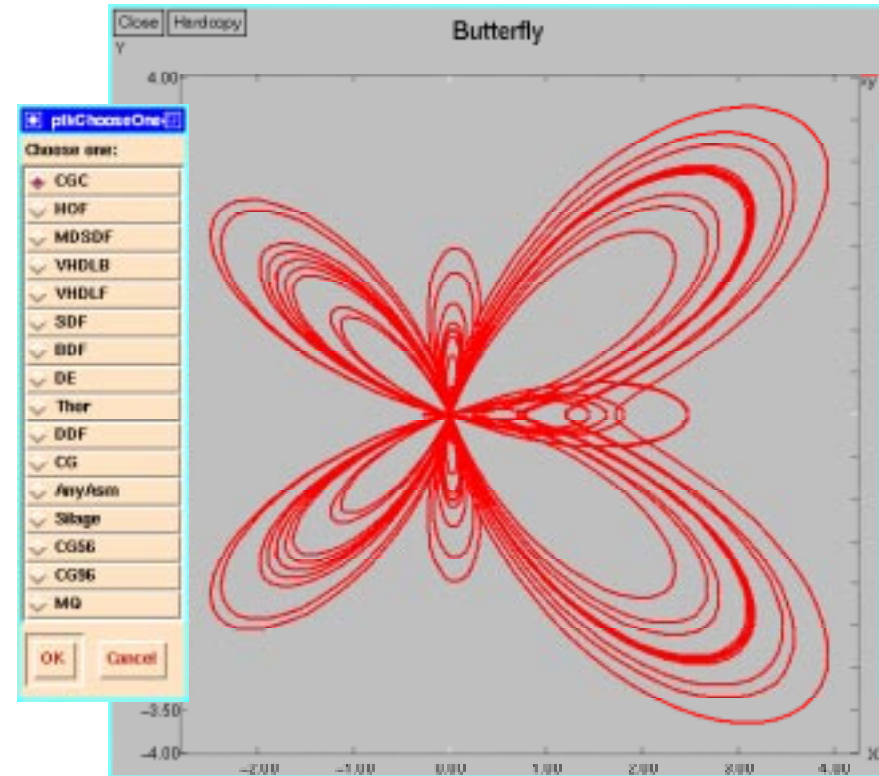 Close Hardcopy
Butterfly
Y
4.00
xy
Choose one:
CGC
HOF
MDSDF
VHDLB
VHDLF
SDF
BDF
DE
Thor
DDF
CG
AnyAsm
Silage
CG56
CG96
MQ
OK Cancel
-3.50
-4.00
X
-2.00 -1.00 0.00 1.00 2.00 3.00 4.00